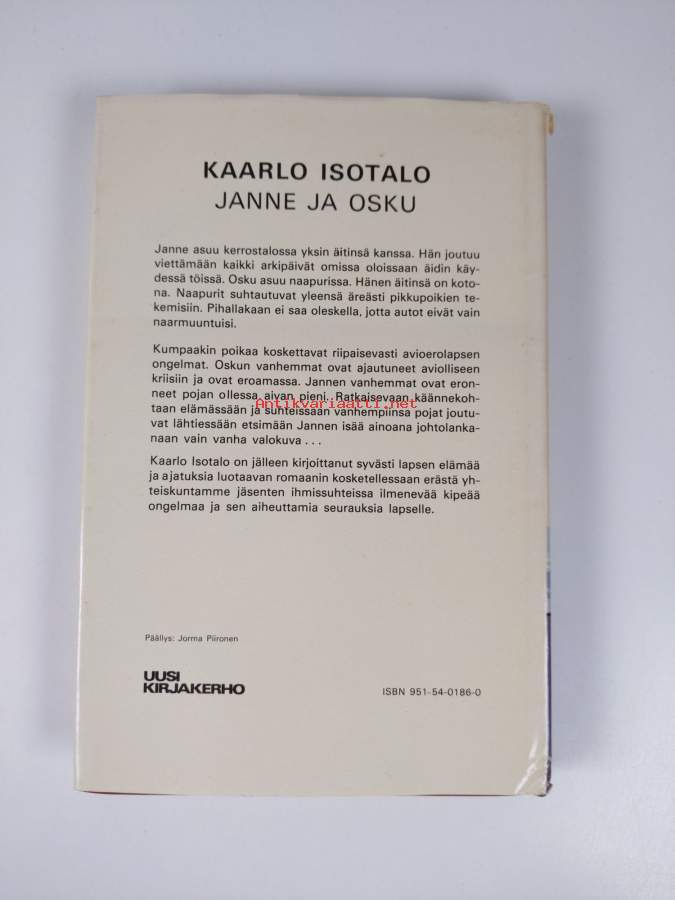 KAARLO ISOTALO
JANNE JA OSKU
Janne asuu kerrostalossa yksin äitinsä kanssa. Hän joutuu
viettämään kaikki arkipäivät omissa oloissaan äidin käy-
dessä töissä. Osku asuu naapurissa. Hänen äitinsä on koto-
na. Naapurit suhtautuvat yleensä äreästi pikkupoikien te-
kemisiin. Pihallakaan ei saa oleskella, jotta autot eivät vain
naarmuuntuisi.
Kumpaakin poikaa koskettavat riipaisevasti avioerolapsen
ongelmat. Oskun vanhemmat ovat ajautuneet aviolliseen
kriisiin ja ovat eroamassa. Jannen vanhemmat ovat eron-
neet pojan ollessa aivan pieni. Ratkaisevaan käännekoh-
Antikvariaatti.net
taan elämässään ja suhteissaan vanhempiinsa pojat joutu-
vat lähtiessään etsimään Jannen isää ainoana johtolanka-
naan vain vanha valokuva . . .
Kaarlo Isotalo on jälleen kirjoittanut syvästi lapsen elämää
ja ajatuksia luotaavan romaanin kosketellessaan erästä yh-
teiskuntamme jäsenten ihmissuhteissa ilmenevää kipeää
ongelmaa ja sen aiheuttamia seurauksia lapselle.
Päällys: Jorma Piironen
UUSI
KIRJAKERHO
ISBN 951-54-0186-0